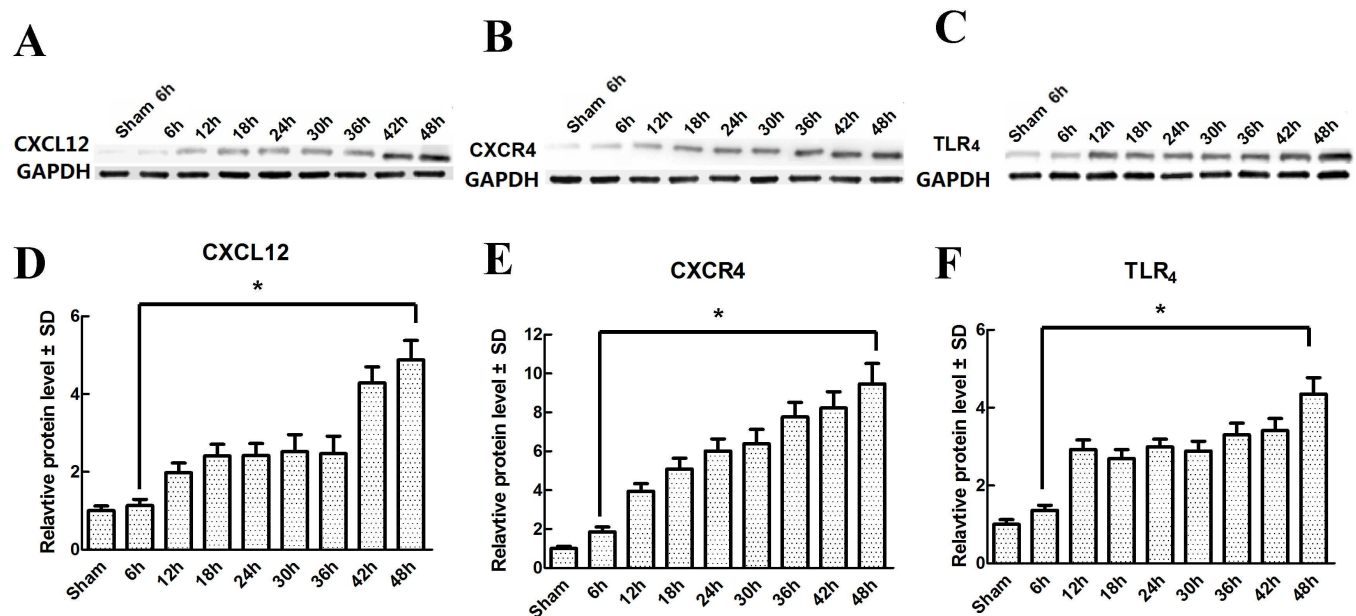 A
Sham 6h
6h
12h
18h
24h
30h
36h
42h
48h
CXCL12
GAPDH
B
Sham 6h
6h
12h
18h
24h
30h
36h
42h
48h
CXCR4
GAPDH
C
Sham 6h
6h
12h
18h
24h
30h
36h
42h
48h
TLR4
GAPDH
D
CXCL12
*
Relavtive protein level ± SD
6
4
2
0
Sham
6h
12h
18h
24h
30h
36h
42h
48h
E
CXCR4
*
Relavtive protein level ± SD
12
10
8
6
4
2
0
Sham
6h
12h
18h
24h
30h
36h
42h
48h
F
TLR4
*
Relavtive protein level ± SD
6
4
2
0
Sham
6h
12h
18h
24h
30h
36h
42h
48h